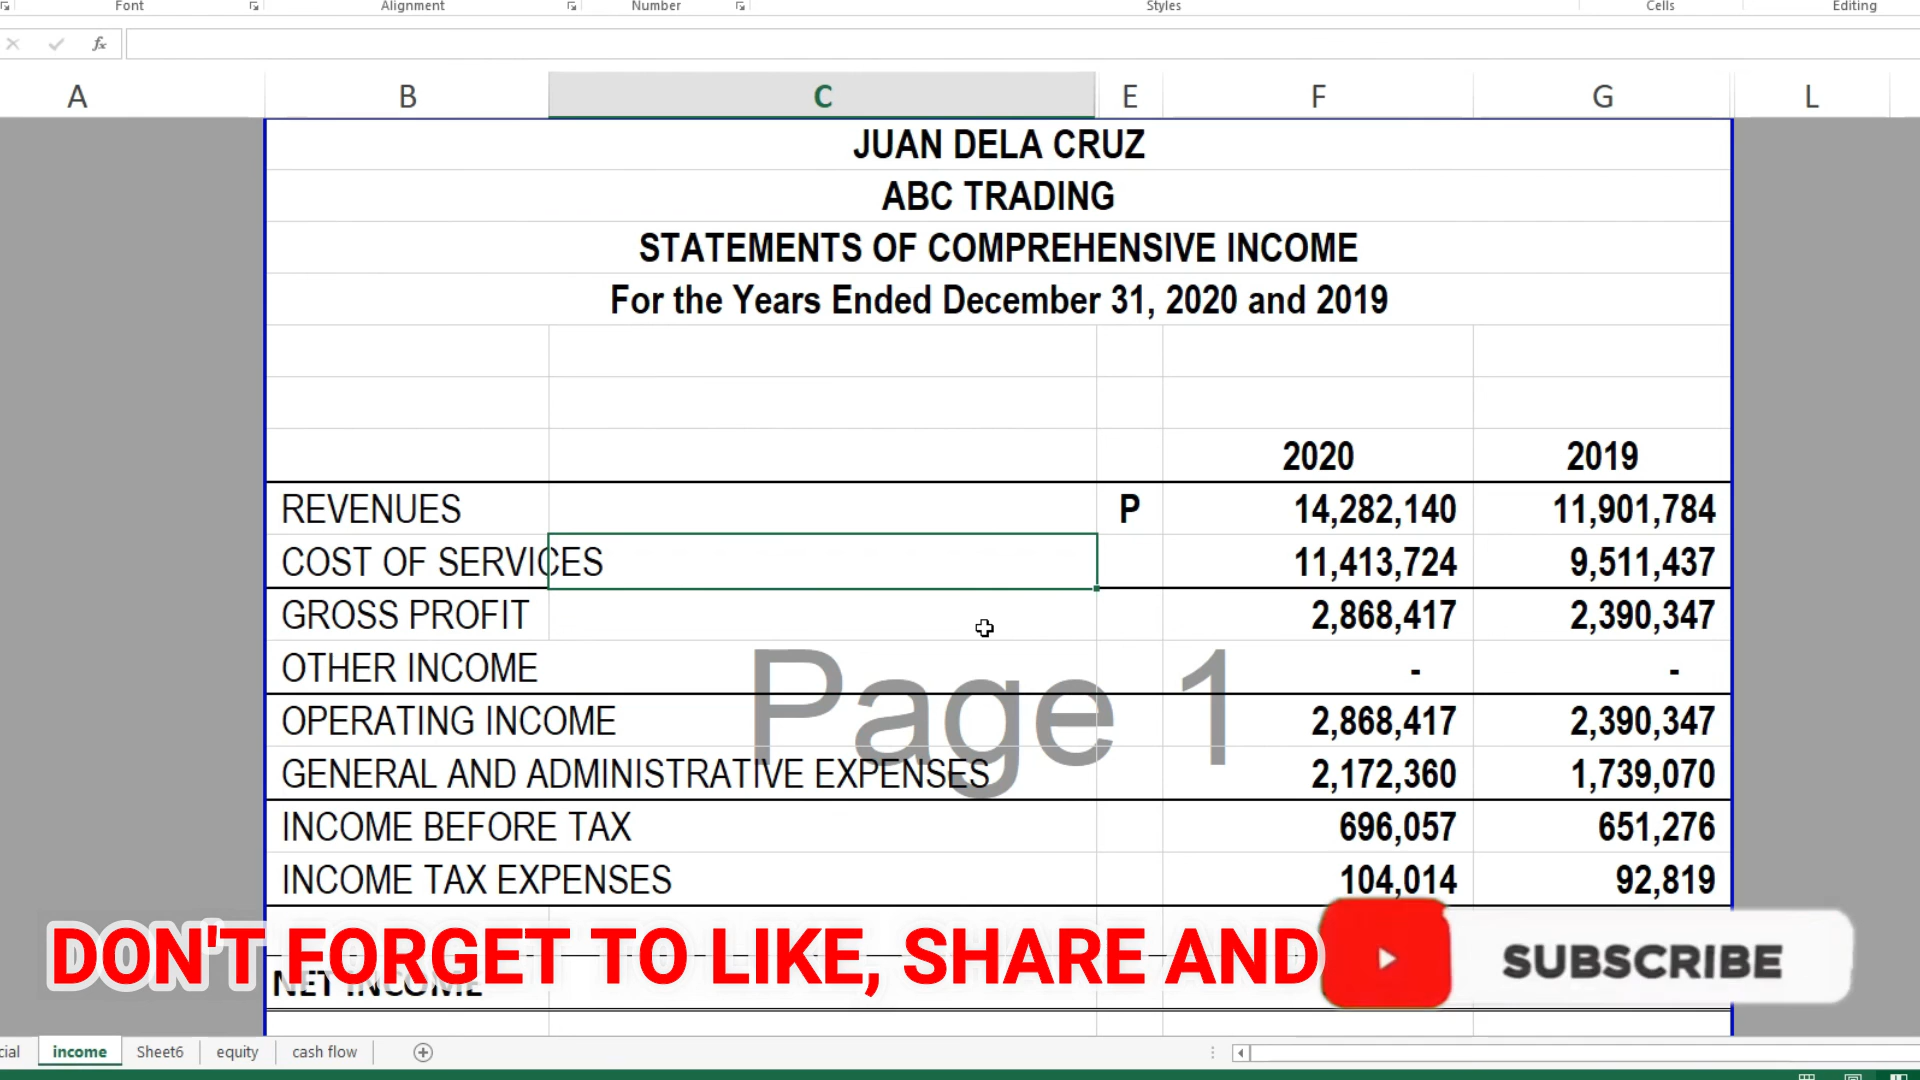 Font Alignment Number Styles Cells Editing
fx
A B C E F G L
JUAN DELA CRUZ
ABC TRADING
STATEMENTS OF COMPREHENSIVE INCOME
For the Years Ended December 31, 2020 and 2019
2020 2019
REVENUES P 14,282,140 11,901,784
COST OF SERVICES 11,413,724 9,511,437
GROSS PROFIT 2,868,417 2,390,347
OTHER INCOME - -
Page 1
OPERATING INCOME 2,868,417 2,390,347
GENERAL AND ADMINISTRATIVE EXPENSES 2,172,360 1,739,070
INCOME BEFORE TAX 696,057 651,276
INCOME TAX EXPENSES 104,014 92,819
DON'T FORGET TO LIKE, SHARE AND SUBSCRIBE
NET INCOME
cial income Sheet6 equity cash flow